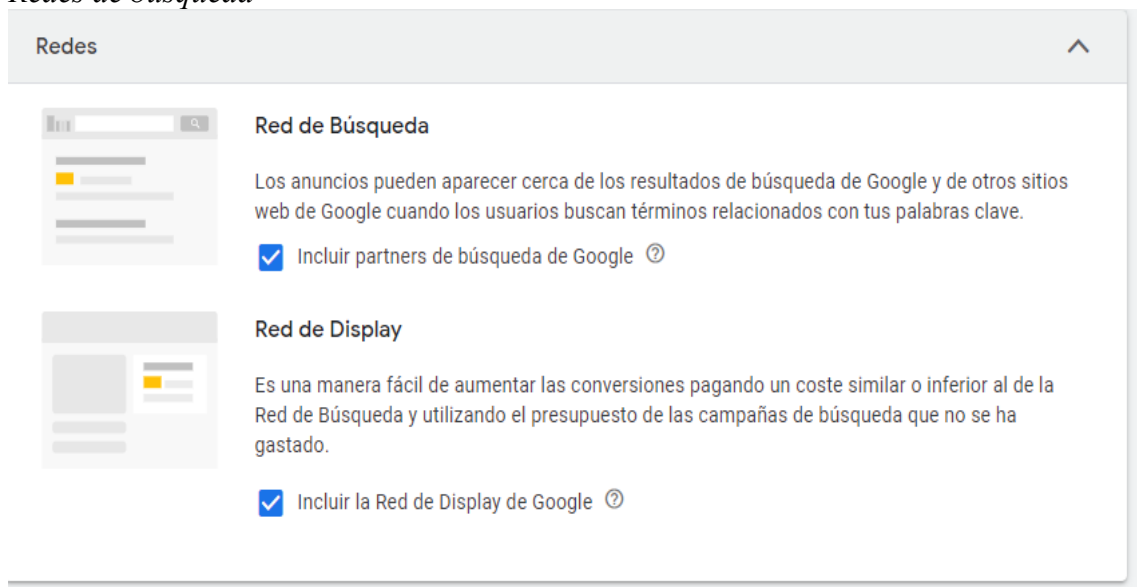 Redes de búsqueda
Redes
Red de Búsqueda
Los anuncios pueden aparecer cerca de los resultados de búsqueda de Google y de otros sitios
web de Google cuando los usuarios buscan términos relacionados con tus palabras clave.
Incluir partners de búsqueda de Google
Red de Display
Es una manera fácil de aumentar las conversiones pagando un coste similar o inferior al de la
Red de Búsqueda y utilizando el presupuesto de las campañas de búsqueda que no se ha
gastado.
Incluir la Red de Display de Google